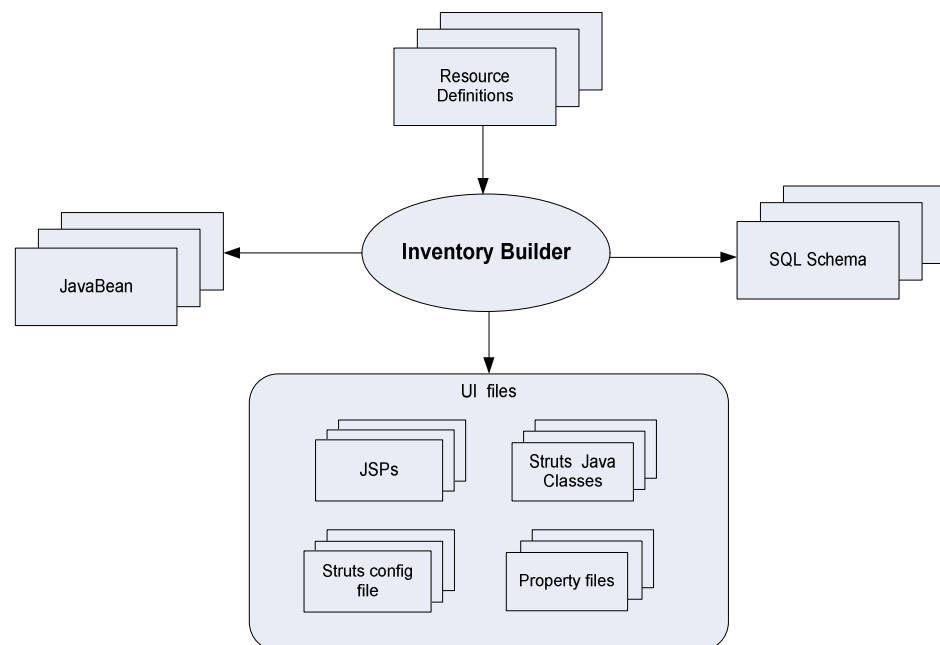 Resource
Definitions
Inventory Builder
JavaBean
SQL Schema
UI files
JSPs
Struts Java
Classes
Struts config
file
Property files